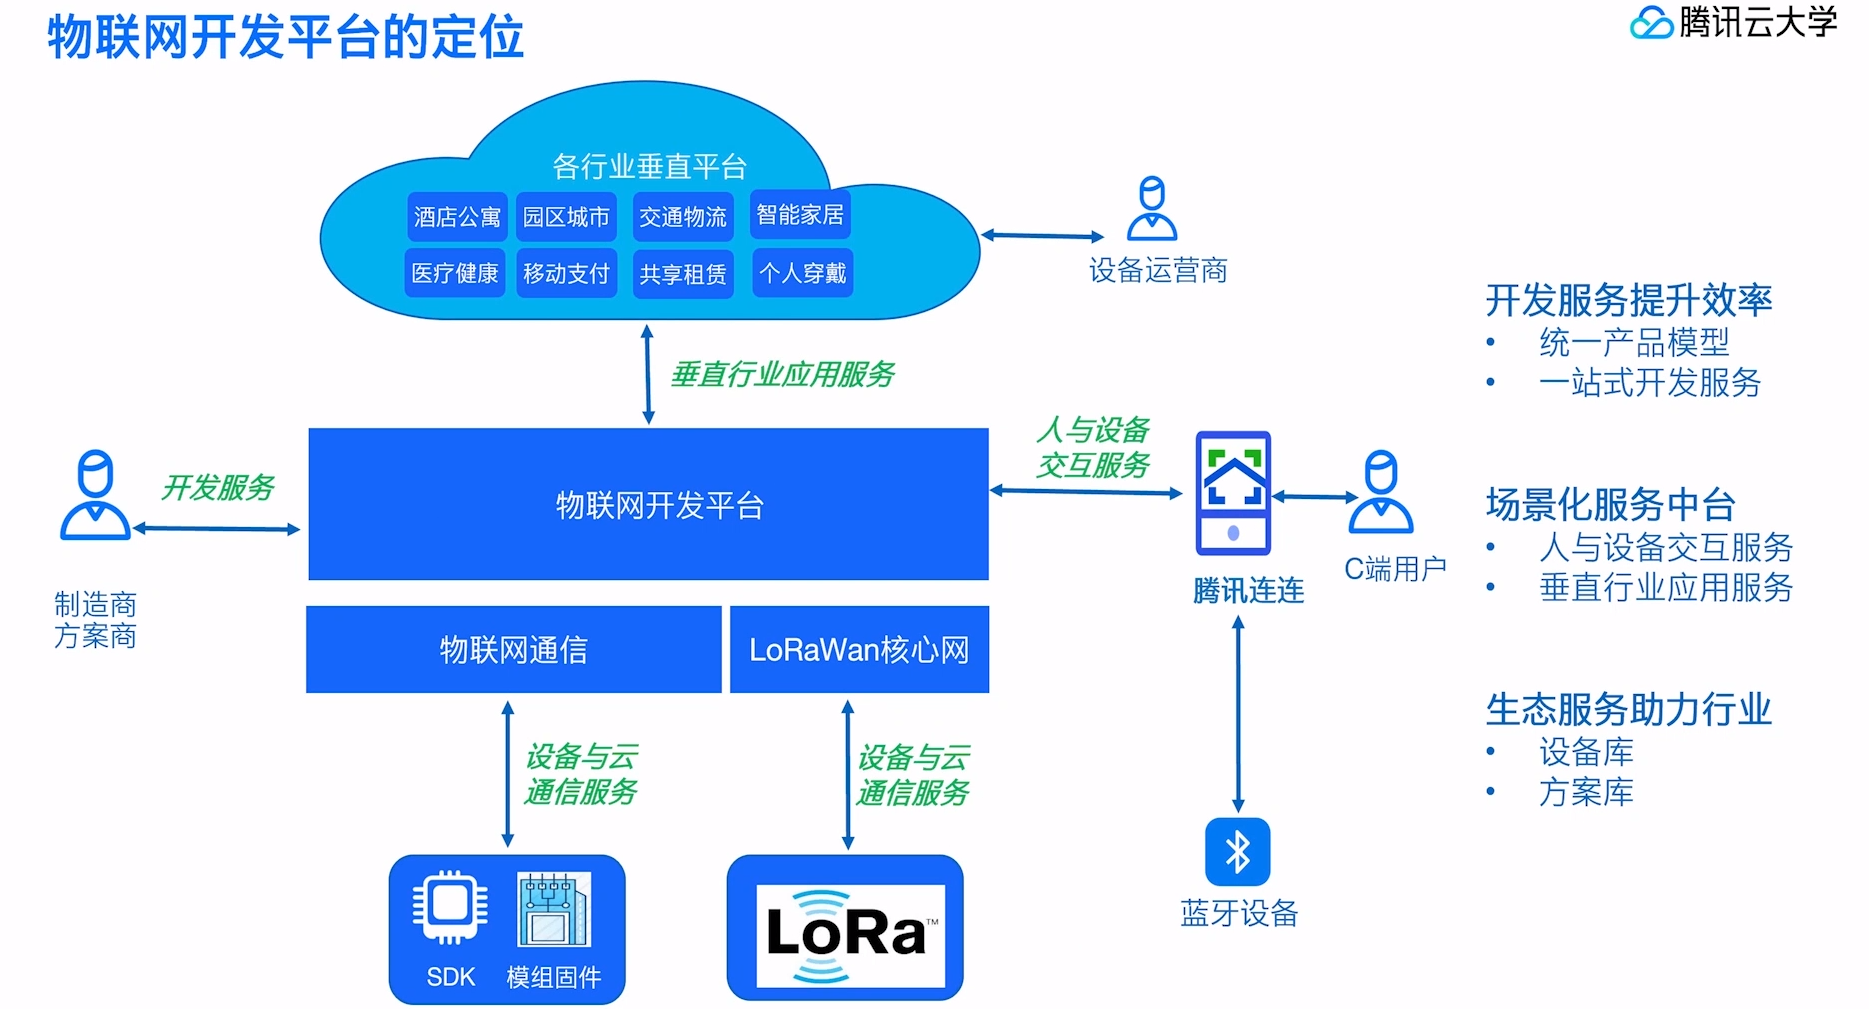 物联网开发平台的定位
腾讯云大学
各行业垂直平台
酒店公寓 园区城市 交通物流 智能家居
医疗健康 移动支付 共享租赁 个人穿戴
设备运营商
垂直行业应用服务
开发服务
制造商
方案商
物联网开发平台
人与设备
交互服务
腾讯连连
C端用户
物联网通信
LoRaWan核心网
设备与云
通信服务
设备与云
通信服务
SDK
模组固件
LoRa™
蓝牙设备
开发服务提升效率
• 统一产品模型
• 一站式开发服务
场景化服务中台
• 人与设备交互服务
• 垂直行业应用服务
生态服务助力行业
• 设备库
• 方案库